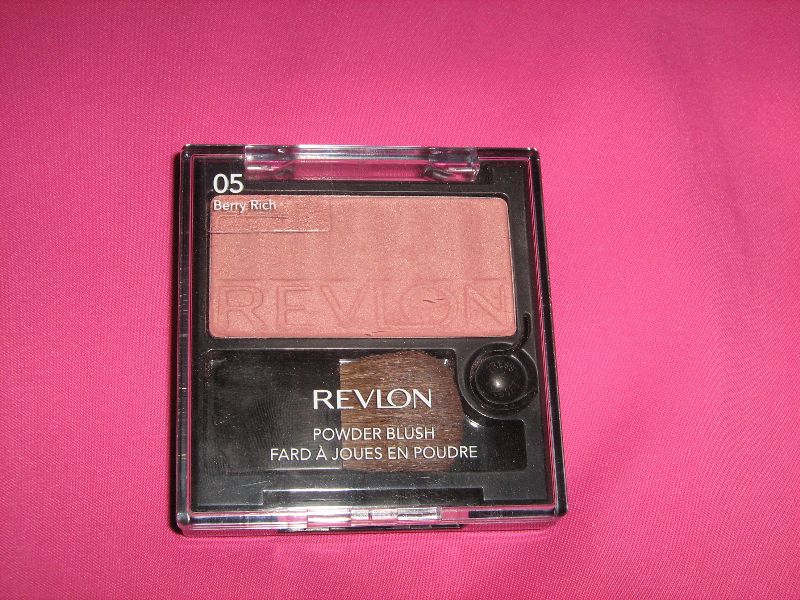 05
Berry Rich
REVLON
REVLON
POWDER BLUSH
FARD À JOUES EN POUDRE